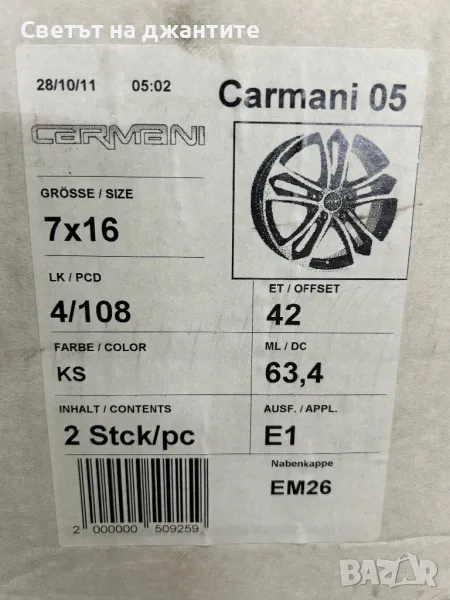 Светът на джантите
28/10/11 05:02
Carmani 05
CARMANI
GRÖSSE / SIZE
7x16
LK / PCD
4/108
ET / OFFSET
42
FARBE / COLOR
KS
ML / DC
63,4
INHALT / CONTENTS
2 Stck/pc
AUSF. / APPL.
E1
Nabenkappe
EM26
2 000000 509259
BAZAR.bg